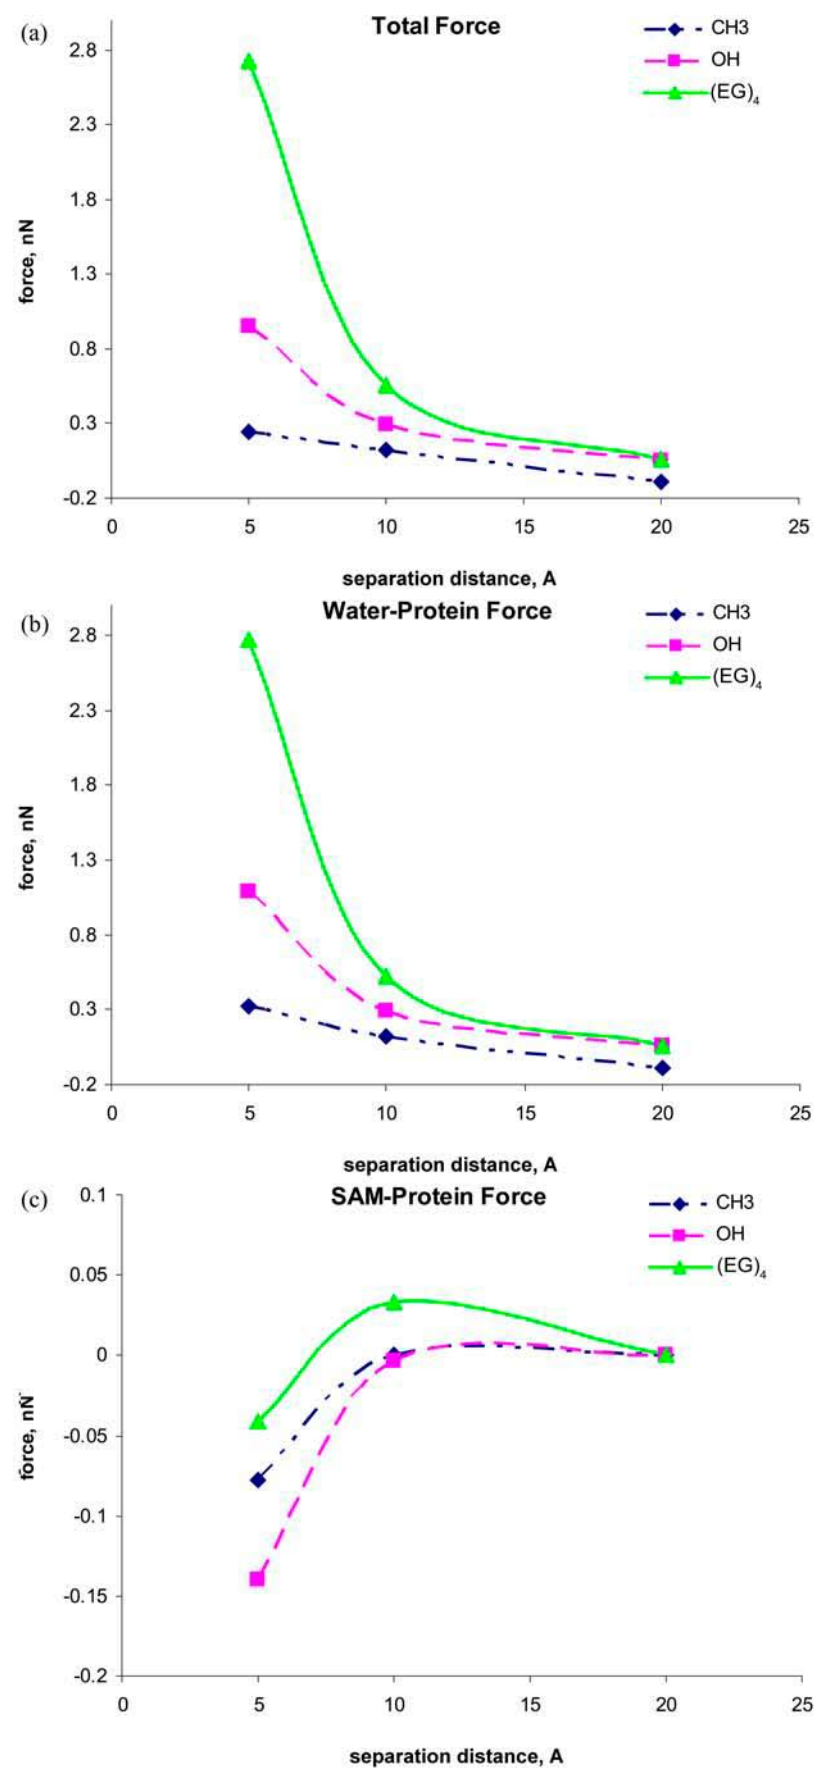 (a)
Total Force
CH3
OH
(EG)₄
2.8
2.3
1.8
1.3
0.8
0.3
-0.2
force, nN
0 5 10 15 20 25
separation distance, A
(b)
Water-Protein Force
CH3
OH
(EG)₄
2.8
2.3
1.8
1.3
0.8
0.3
-0.2
force, nN
0 5 10 15 20 25
separation distance, A
(c)
SAM-Protein Force
CH3
OH
(EG)₄
0.1
0.05
0
-0.05
-0.1
-0.15
-0.2
force, nN
0 5 10 15 20 25
separation distance, A